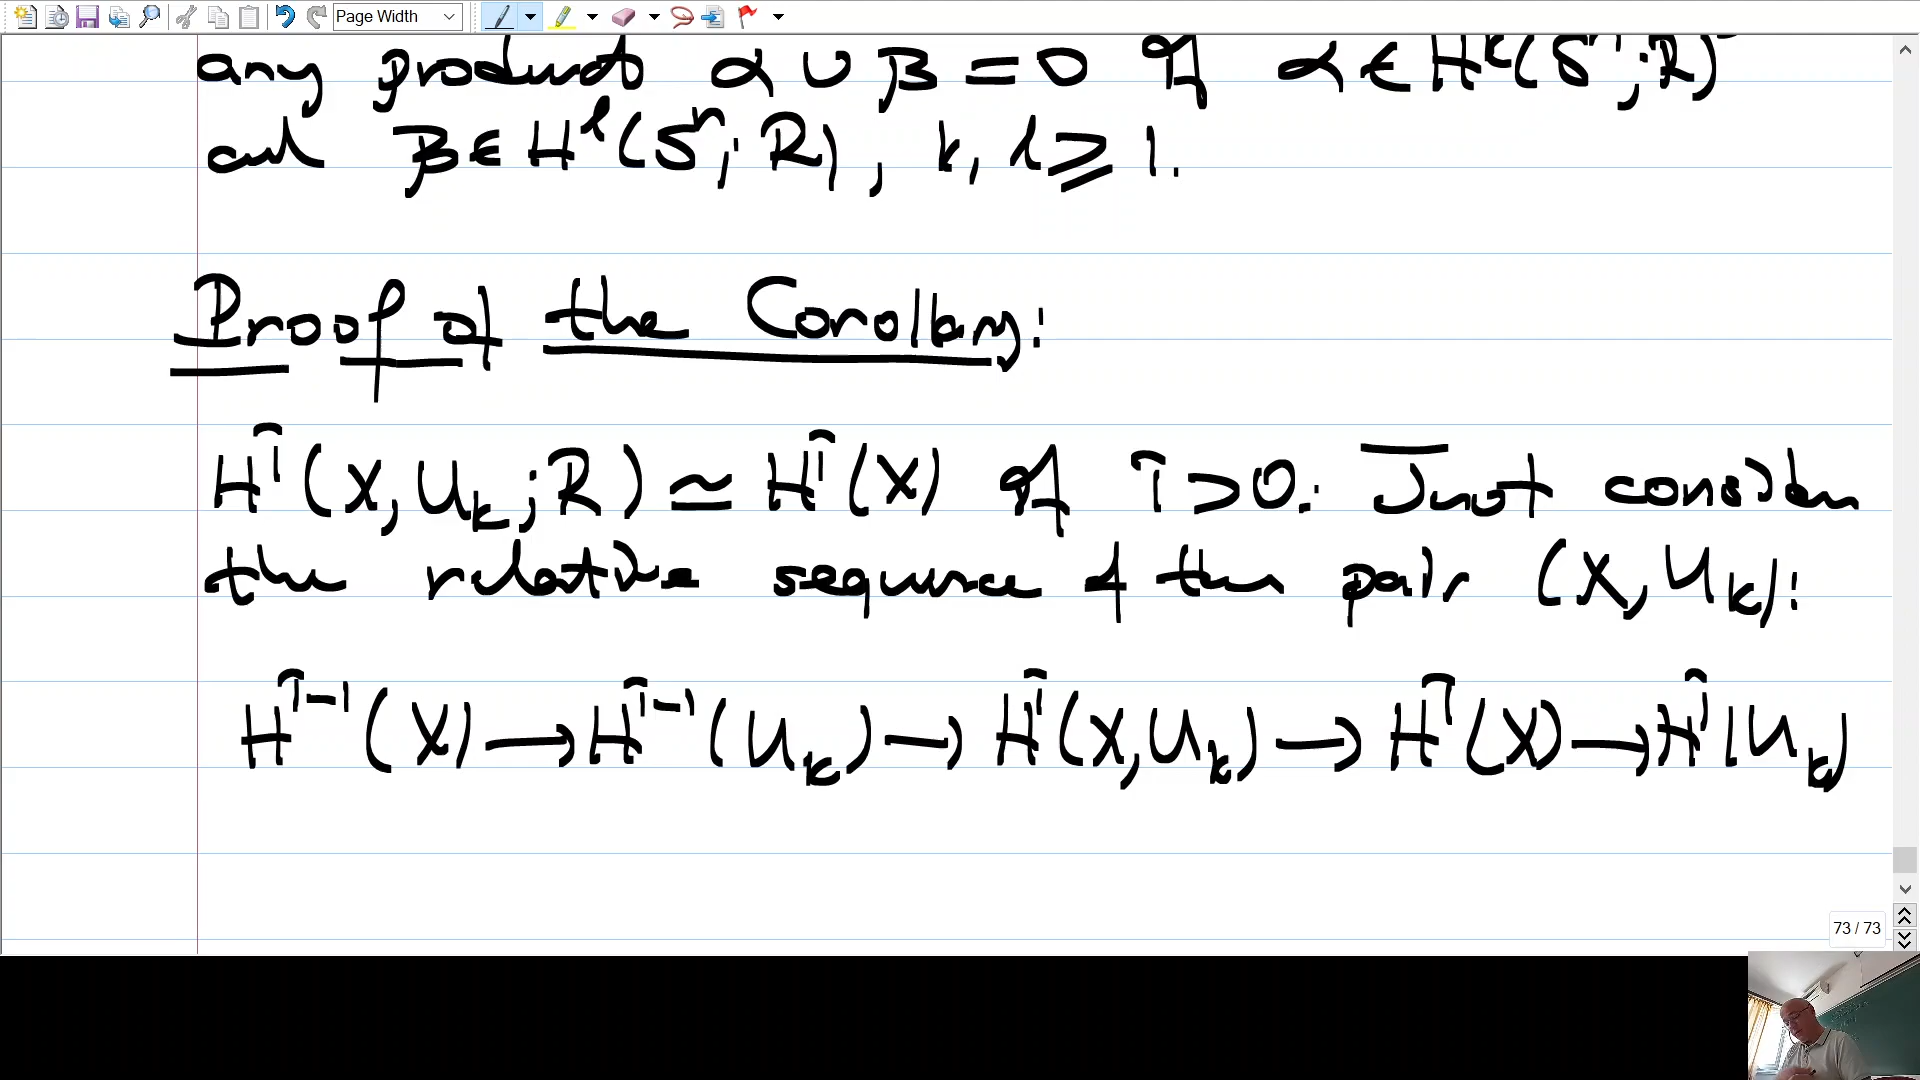 Page Width
any products α ∪ β = 0 if α ∈ H^k(S^n; R)
and β ∈ H^l(S^n; R), k, l ≥ 1.
Proof of the Corollary:
H^i(X, U_k; R) ≃ H^i(X) if i > 0. Just consider
the relative sequence of the pair (X, U_k):
H^{i-1}(X) → H^{i-1}(U_k) → H^i(X, U_k) → H^i(X) → H^i(U_k)
73 / 73